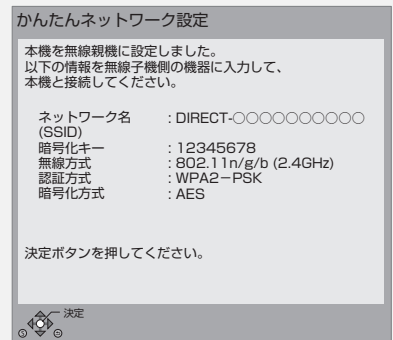 かんたんネットワーク設定
本機を無線親機に設定しました。
以下の情報を無線子機側の機器に入力して、
本機と接続してください。
ネットワーク名 : DIRECT-○○○○○○○○○○
(SSID)
暗号化キー : 12345678
無線方式 : 802.11n/g/b (2.4GHz)
認証方式 : WPA2－PSK
暗号化方式 : AES
決定ボタンを押してください。
決定